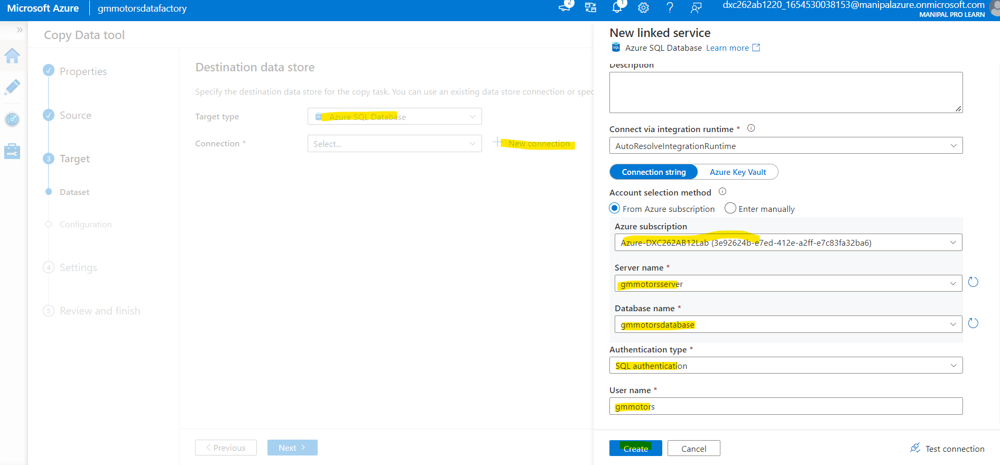 Microsoft Azure | gmmotorsdatafactory
2
1
dxc262ab1220_1654530038153@manipalazure.onmicrosoft.com
MANIPAL PRO LEARN
Copy Data tool
Properties
Source
3 Target
Dataset
Configuration
4 Settings
5 Review and finish
Destination data store
Specify the destination data store for the copy task. You can use an existing data store connection or spec
Target type
Azure SQL Database
Connection *
Select...
+ New connection
< Previous
Next >
New linked service
SQL
Azure SQL Database Learn more
Description
Connect via integration runtime *
AutoResolveIntegrationRuntime
Connection string
Azure Key Vault
Account selection method
From Azure subscription
Enter manually
Azure subscription
Azure-DXC262AB12Lab (3e92624b-e7ed-412e-a2ff-e7c83fa32ba6)
Server name *
gmmotorsserver
Database name *
gmmotorsdatabase
Authentication type *
SQL authentication
User name *
gmmotors
Create
Cancel
Test connection